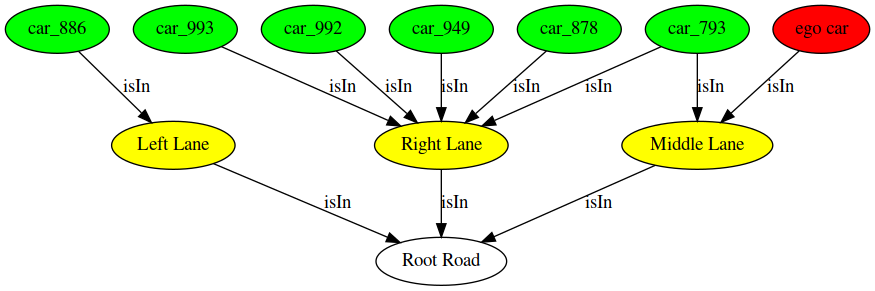 car_886 car_993 car_992 car_949 car_878 car_793 ego car
isIn isIn isIn isIn isIn isIn isIn isIn
Left Lane Right Lane Middle Lane
isIn isIn isIn
Root Road